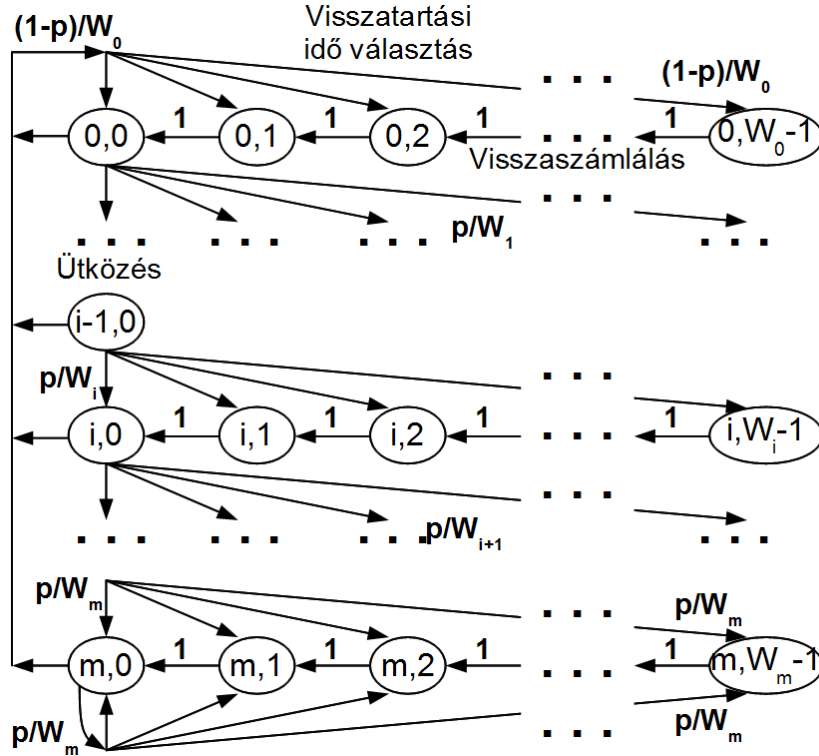 (1-p)/W₀
Visszatartási
idő választás
. . .
(1-p)/W₀
0,0 1 0,1 1 0,2 1 . . . 1 0,W₀-1
Visszaszámlálás
. . .
. . . . . . . . . p/W₁ . . .
Ütközés
i-1,0
p/Wᵢ
. . .
i,0 1 i,1 1 i,2 1 . . . 1 i,Wᵢ-1
. . .
. . . . . . . . . p/Wᵢ₊₁ . . .
p/Wₘ . . . p/Wₘ
m,0 1 m,1 1 m,2 1 . . . 1 m,Wₘ-1
p/Wₘ . . . p/Wₘ